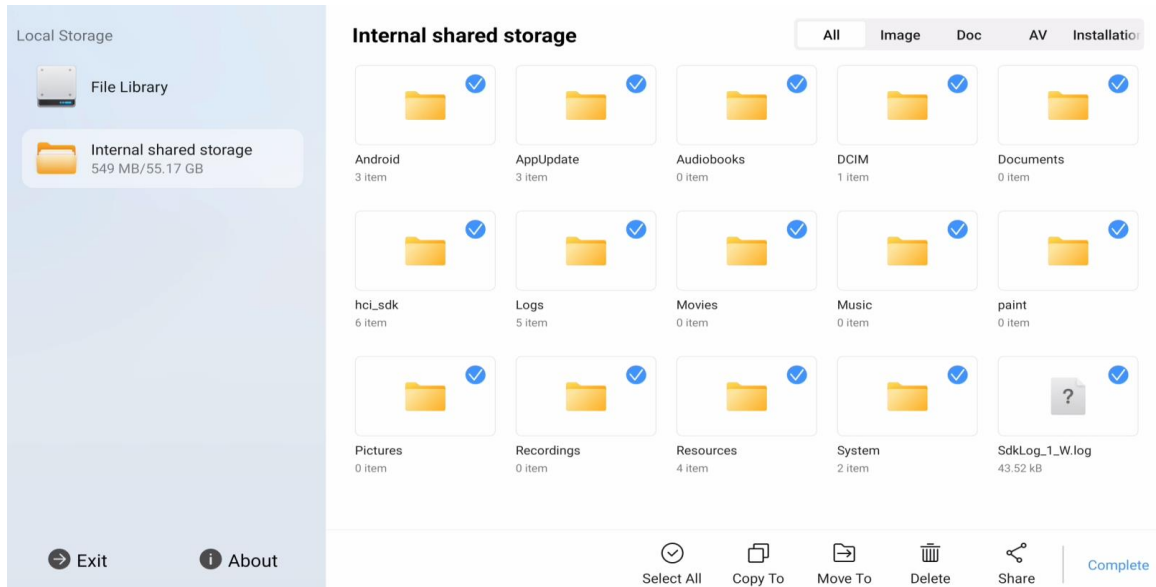 Local Storage
File Library
Internal shared storage
549 MB/55.17 GB
Exit
About
Internal shared storage
All Image Doc AV Installation
Android AppUpdate Audiobooks DCIM Documents
3 item 3 item 0 item 1 item 0 item
hci_sdk Logs Movies Music paint
6 item 5 item 0 item 0 item 0 item
Pictures Recordings Resources System SdkLog_1_W.log
0 item 0 item 4 item 2 item 43.52 kB
?
Select All Copy To Move To Delete Share Complete